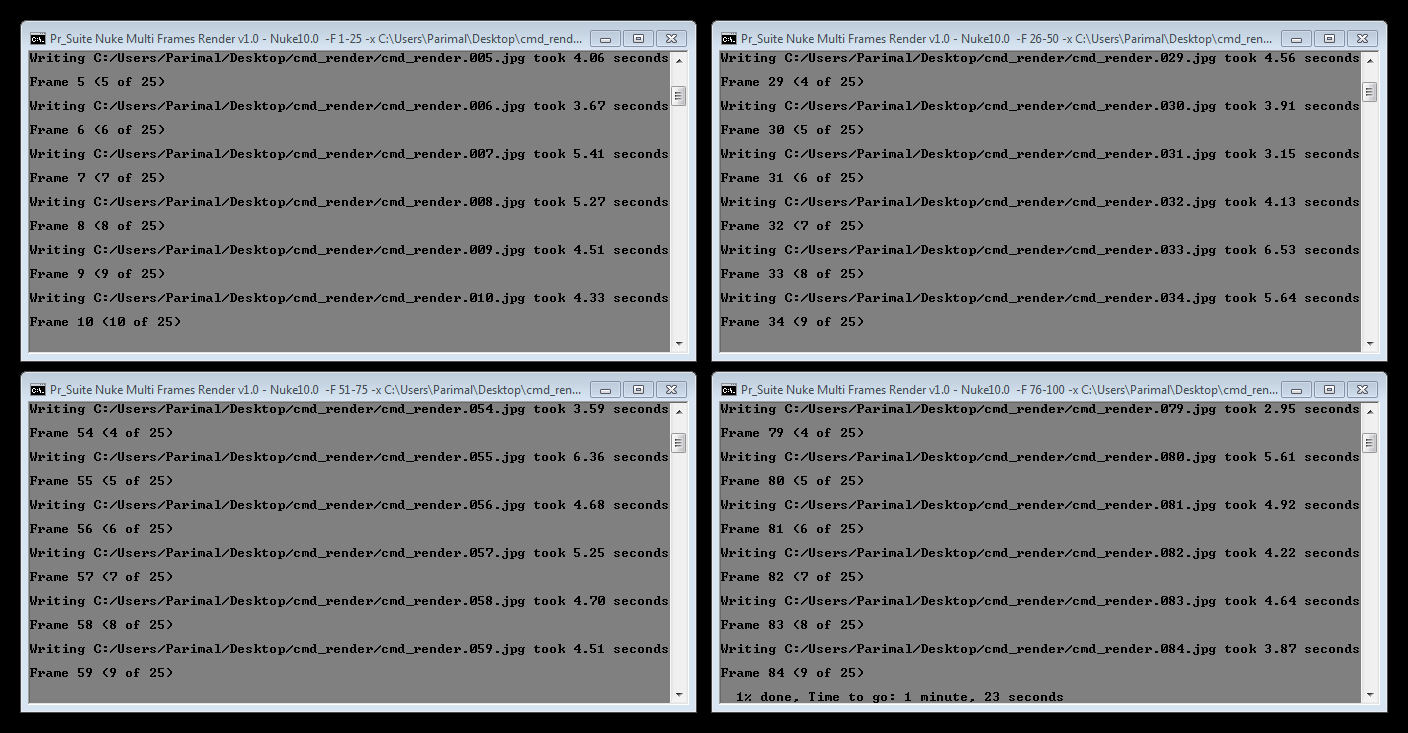 Pr_Suite Nuke Multi Frames Render v1.0 - Nuke10.0 -F 1-25 -x C:\Users\Parimal\Desktop\cmd_rend...
Writing C:/Users/Parimal/Desktop/cmd_render/cmd_render.005.jpg took 4.06 seconds
Frame 5 (5 of 25)
Writing C:/Users/Parimal/Desktop/cmd_render/cmd_render.006.jpg took 3.67 seconds
Frame 6 (6 of 25)
Writing C:/Users/Parimal/Desktop/cmd_render/cmd_render.007.jpg took 5.41 seconds
Frame 7 (7 of 25)
Writing C:/Users/Parimal/Desktop/cmd_render/cmd_render.008.jpg took 5.27 seconds
Frame 8 (8 of 25)
Writing C:/Users/Parimal/Desktop/cmd_render/cmd_render.009.jpg took 4.51 seconds
Frame 9 (9 of 25)
Writing C:/Users/Parimal/Desktop/cmd_render/cmd_render.010.jpg took 4.33 seconds
Frame 10 (10 of 25)
Pr_Suite Nuke Multi Frames Render v1.0 - Nuke10.0 -F 26-50 -x C:\Users\Parimal\Desktop\cmd_ren...
Writing C:/Users/Parimal/Desktop/cmd_render/cmd_render.029.jpg took 4.56 seconds
Frame 29 (4 of 25)
Writing C:/Users/Parimal/Desktop/cmd_render/cmd_render.030.jpg took 3.91 seconds
Frame 30 (5 of 25)
Writing C:/Users/Parimal/Desktop/cmd_render/cmd_render.031.jpg took 3.15 seconds
Frame 31 (6 of 25)
Writing C:/Users/Parimal/Desktop/cmd_render/cmd_render.032.jpg took 4.13 seconds
Frame 32 (7 of 25)
Writing C:/Users/Parimal/Desktop/cmd_render/cmd_render.033.jpg took 6.53 seconds
Frame 33 (8 of 25)
Writing C:/Users/Parimal/Desktop/cmd_render/cmd_render.034.jpg took 5.64 seconds
Frame 34 (9 of 25)
Pr_Suite Nuke Multi Frames Render v1.0 - Nuke10.0 -F 51-75 -x C:\Users\Parimal\Desktop\cmd_ren...
Writing C:/Users/Parimal/Desktop/cmd_render/cmd_render.054.jpg took 3.59 seconds
Frame 54 (4 of 25)
Writing C:/Users/Parimal/Desktop/cmd_render/cmd_render.055.jpg took 6.36 seconds
Frame 55 (5 of 25)
Writing C:/Users/Parimal/Desktop/cmd_render/cmd_render.056.jpg took 4.68 seconds
Frame 56 (6 of 25)
Writing C:/Users/Parimal/Desktop/cmd_render/cmd_render.057.jpg took 5.25 seconds
Frame 57 (7 of 25)
Writing C:/Users/Parimal/Desktop/cmd_render/cmd_render.058.jpg took 4.70 seconds
Frame 58 (8 of 25)
Writing C:/Users/Parimal/Desktop/cmd_render/cmd_render.059.jpg took 4.51 seconds
Frame 59 (9 of 25)
Pr_Suite Nuke Multi Frames Render v1.0 - Nuke10.0 -F 76-100 -x C:\Users\Parimal\Desktop\cmd_ren...
Writing C:/Users/Parimal/Desktop/cmd_render/cmd_render.079.jpg took 2.95 seconds
Frame 79 (4 of 25)
Writing C:/Users/Parimal/Desktop/cmd_render/cmd_render.080.jpg took 5.61 seconds
Frame 80 (5 of 25)
Writing C:/Users/Parimal/Desktop/cmd_render/cmd_render.081.jpg took 4.92 seconds
Frame 81 (6 of 25)
Writing C:/Users/Parimal/Desktop/cmd_render/cmd_render.082.jpg took 4.22 seconds
Frame 82 (7 of 25)
Writing C:/Users/Parimal/Desktop/cmd_render/cmd_render.083.jpg took 4.64 seconds
Frame 83 (8 of 25)
Writing C:/Users/Parimal/Desktop/cmd_render/cmd_render.084.jpg took 3.87 seconds
Frame 84 (9 of 25)
1% done, Time to go: 1 minute, 23 seconds